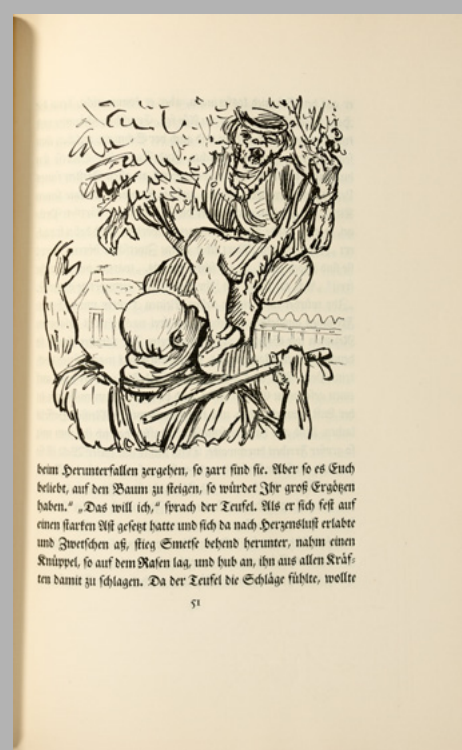 beim Herunterfallen zergehen, so zart sind sie. Aber so es Euch
beliebt, auf den Baum zu steigen, so würdet Ihr groß Ergötzen
haben.“ „Das will ich,“ sprach der Teufel. Als er sich fest auf
einen starken Ast gesetzt hatte und sich da nach Herzenslust erlabte
und Zwetschen aß, stieg Smetse behend herunter, nahm einen
Knüppel, so auf dem Rasen lag, und hub an, ihn aus allen Kräf-
ten damit zu schlagen. Da der Teufel die Schläge fühlte, wollte
51